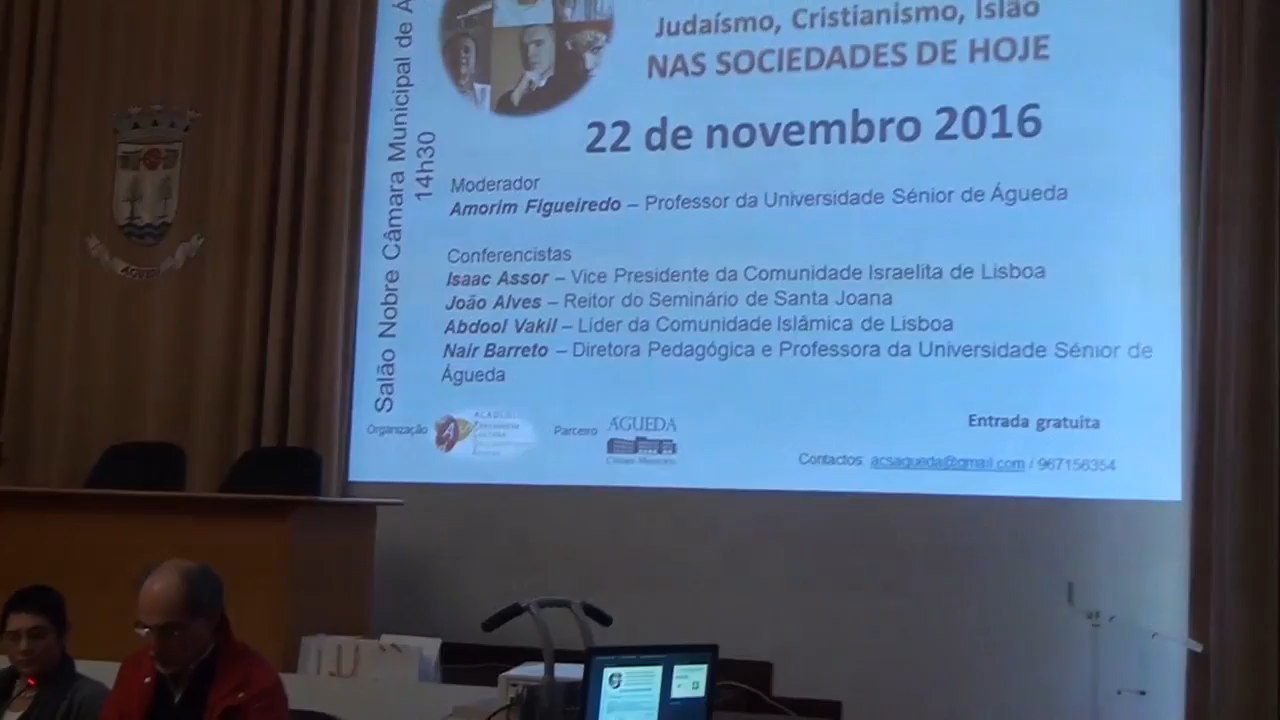 Judaísmo, Cristianismo, Islão
NAS SOCIEDADES DE HOJE
22 de novembro 2016
Salão Nobre Câmara Municipal de
14h30
Moderador
Amorim Figueiredo – Professor da Universidade Sénior de Águeda
Conferencistas
Isaac Assor – Vice Presidente da Comunidade Israelita de Lisboa
João Alves – Reitor do Seminário de Santa Joana
Abdool Vakil – Líder da Comunidade Islâmica de Lisboa
Nair Barreto – Diretora Pedagógica e Professora da Universidade Sénior de
Águeda
Organização
Parceiro
ÁGUEDA
Entrada gratuita
Contactos: acsagueda@gmail.com / 967156354
ÁGUEDA